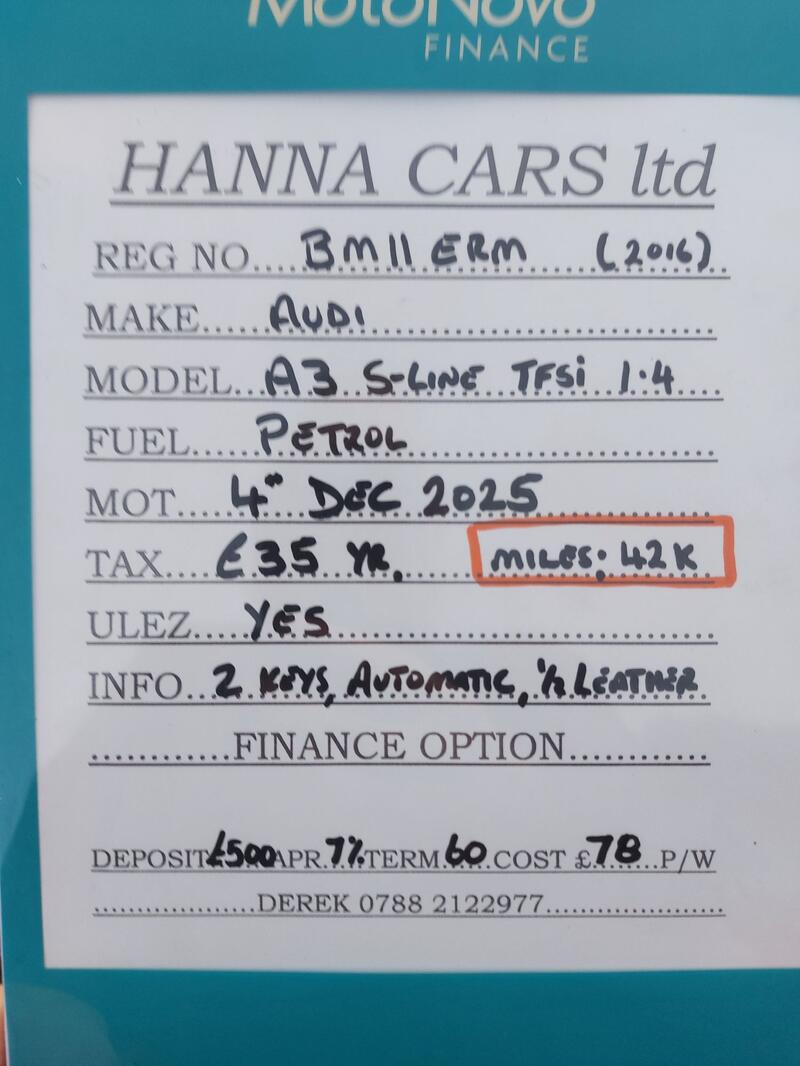 MotoNovo
FINANCE
HANNA CARS ltd
REG NO....BM11 ERM (2016)..
MAKE......AUDI
MODEL...A3 S-LINE TFSi 1.4....
FUEL......PETROL
MOT....4th DEC 2025
TAX....£35 YR. MILES: 42K
ULEZ....YES
INFO...2 KEYS, AUTOMATIC, ½ LEATHER
............FINANCE OPTION............
DEPOSIT £500 APR.7% TERM 60 COST £78...P/W
..................DEREK 0788 2122977...................